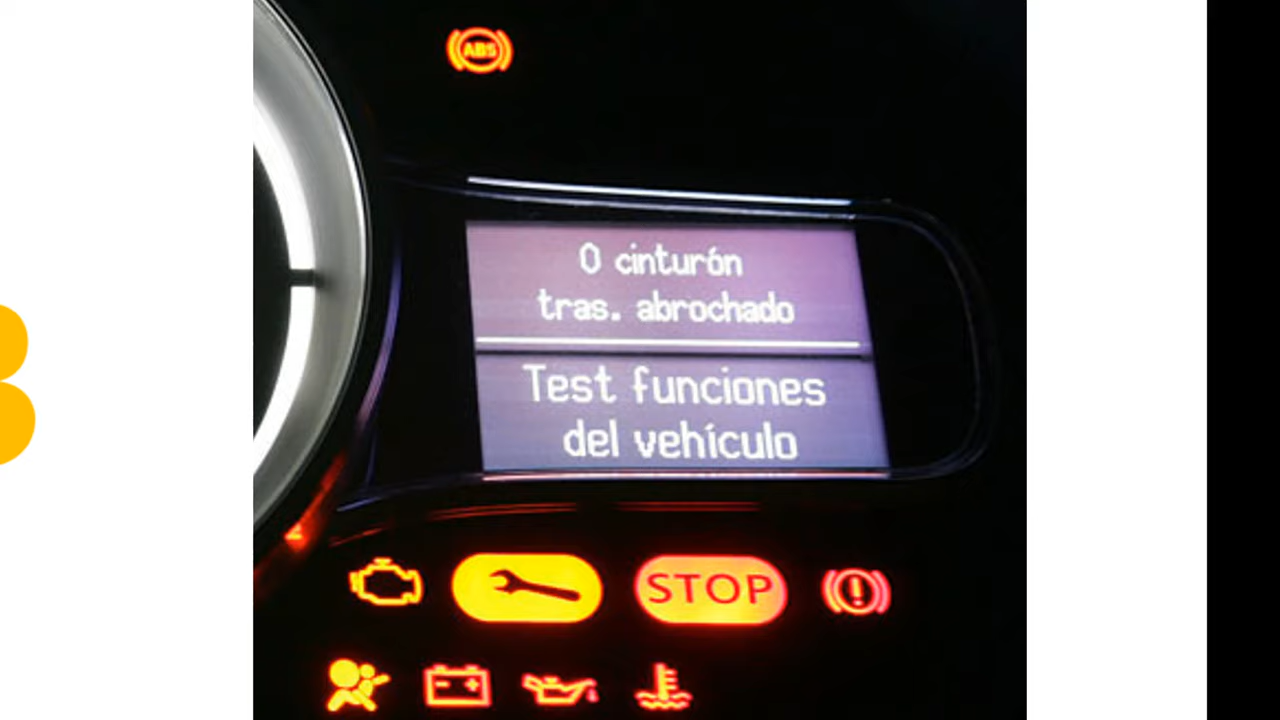 ABS
0 cinturón
tras. abrochado
Test funciones
del vehículo
STOP